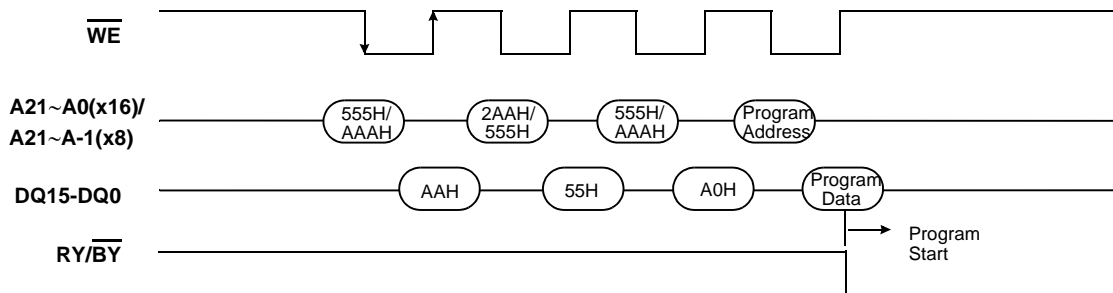 WE
A21~A0(x16)/
A21~A-1(x8)
555H/
AAAH
2AAH/
555H
555H/
AAAH
Program
Address
DQ15-DQ0
AAH
55H
A0H
Program
Data
RY/BY
Program
Start